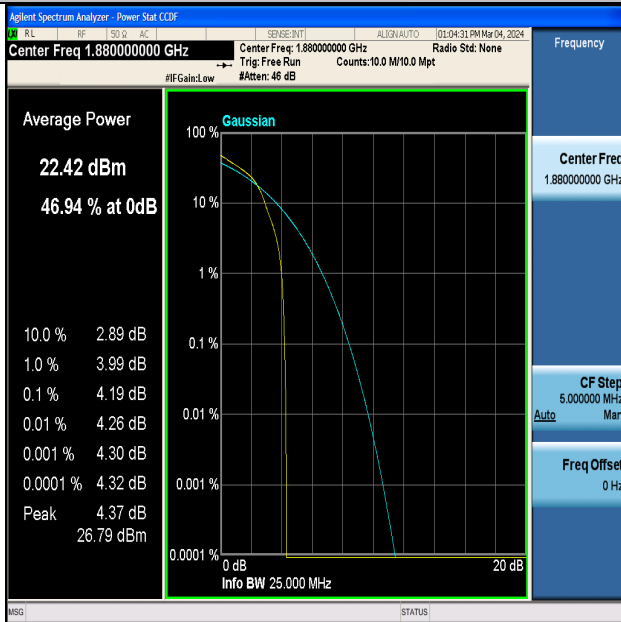 Agilent Spectrum Analyzer - Power Stat CCDF
LXI RL RF 50 Ω AC SENSE:INT ALIGNAUTO 01:04:31 PM Mar 04, 2024
Center Freq 1.880000000 GHz
Center Freq: 1.880000000 GHz Radio Std: None
Trig: Free Run Counts:10.0 M/10.0 Mpt
#IFGain:Low #Atten: 46 dB
Frequency
Average Power
22.42 dBm
46.94 % at 0dB
10.0 % 2.89 dB
1.0 % 3.99 dB
0.1 % 4.19 dB
0.01 % 4.26 dB
0.001 % 4.30 dB
0.0001 % 4.32 dB
Peak 4.37 dB
26.79 dBm
Gaussian
100 %
10 %
1 %
0.1 %
0.01 %
0.001 %
0.0001 %
0 dB 20 dB
Info BW 25.000 MHz
Center Freq
1.880000000 GHz
CF Step
5.000000 MHz
Auto Man
Freq Offset
0 Hz
MSG STATUS